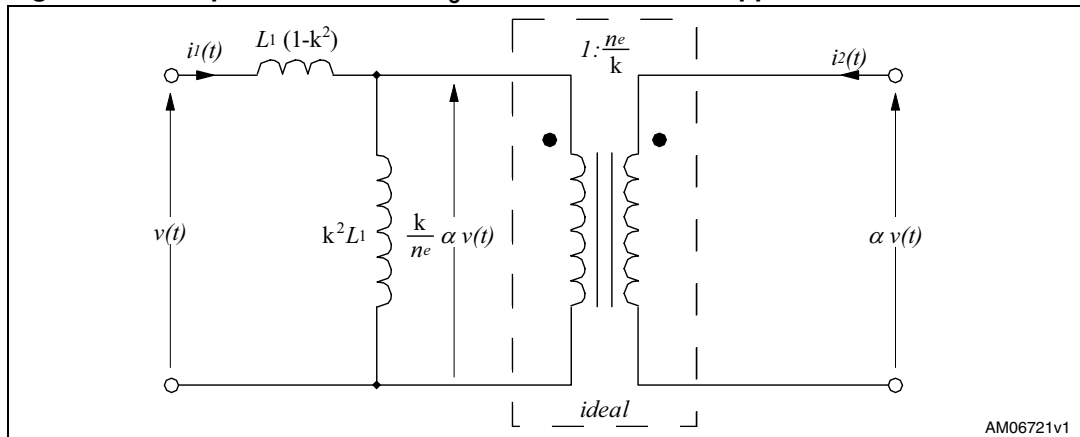 i1(t)
L1 (1-k²)
1: ne/k
i2(t)
v(t)
k²L1
k/ne α v(t)
α v(t)
ideal
AM06721v1